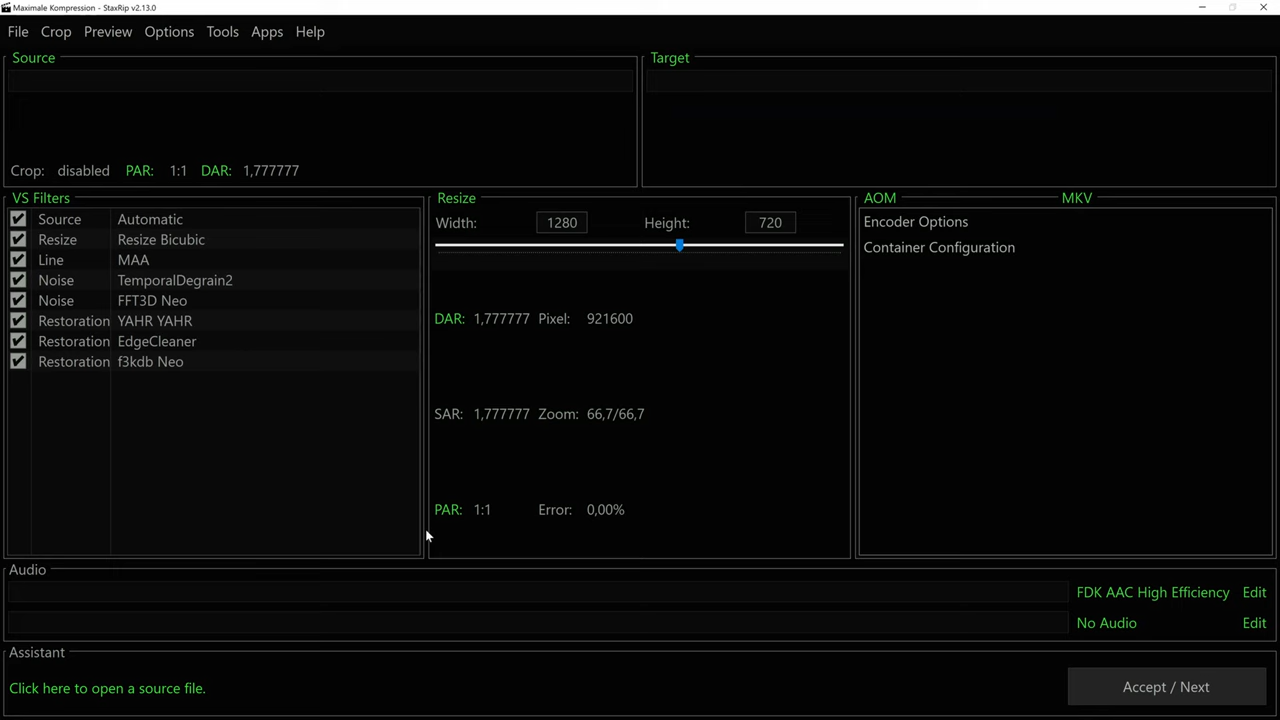 Maximale Kompression - StaxRip v2.13.0
File Crop Preview Options Tools Apps Help
Source
Target
Crop: disabled PAR: 1:1 DAR: 1,777777
VS Filters
Source Automatic
Resize Resize Bicubic
Line MAA
Noise TemporalDegrain2
Noise FFT3D Neo
Restoration YAHR YAHR
Restoration EdgeCleaner
Restoration f3kdb Neo
Resize
Width: 1280 Height: 720
DAR: 1,777777 Pixel: 921600
SAR: 1,777777 Zoom: 66,7/66,7
PAR: 1:1 Error: 0,00%
AOM MKV
Encoder Options
Container Configuration
Audio
FDK AAC High Efficiency Edit
No Audio Edit
Assistant
Click here to open a source file.
Accept / Next